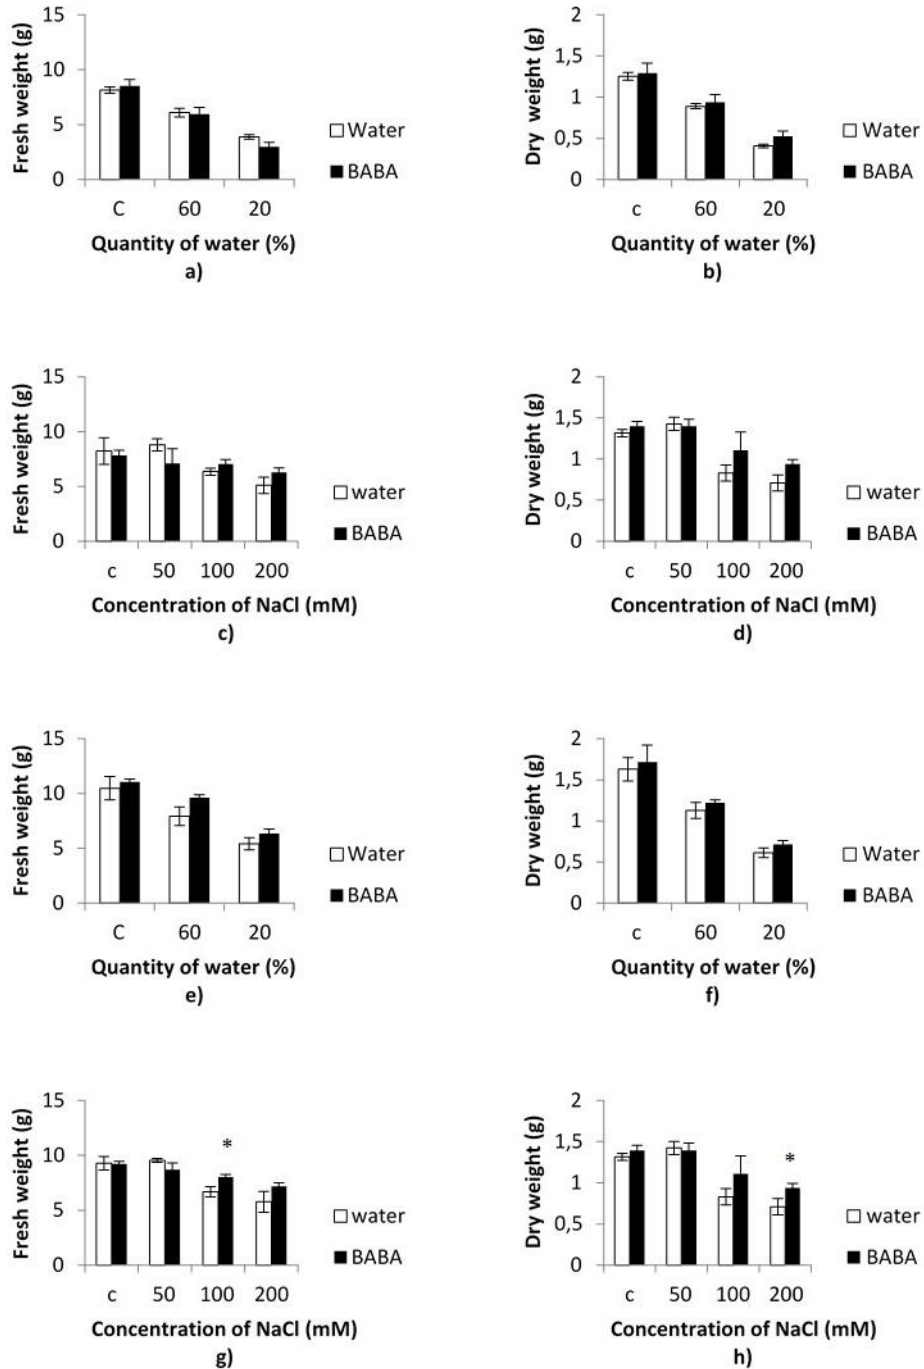 Fresh weight (g)
15
10
5
0
C 60 20
Quantity of water (%)
Water
BABA
a)
Dry weight (g)
2
1,5
1
0,5
0
c 60 20
Quantity of water (%)
Water
BABA
b)
Fresh weight (g)
15
10
5
0
c 50 100 200
Concentration of NaCl (mM)
water
BABA
c)
Dry weight (g)
2
1,5
1
0,5
0
c 50 100 200
Concentration of NaCl (mM)
water
BABA
d)
Fresh weight (g)
15
10
5
0
C 60 20
Quantity of water (%)
Water
BABA
e)
Dry weight (g)
2
1,5
1
0,5
0
c 60 20
Quantity of water (%)
Water
BABA
f)
Fresh weight (g)
15
10
5
0
*
c 50 100 200
Concentration of NaCl (mM)
water
BABA
g)
Dry weight (g)
2
1,5
1
0,5
0
*
c 50 100 200
Concentration of NaCl (mM)
water
BABA
h)